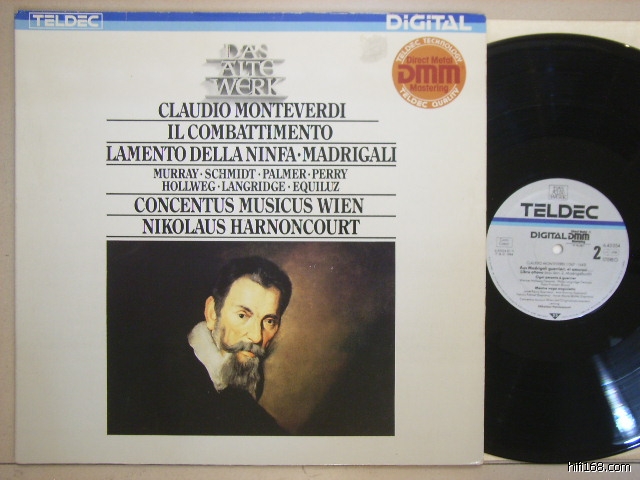 TELDEC
DIGITAL
DAS
ALTE
WERK
TELDEC TECHNOLOGY
Direct Metal
DMM
Mastering
TELDEC QUALITY
CLAUDIO MONTEVERDI
IL COMBATTIMENTO
LAMENTO DELLA NINFA · MADRIGALI
MURRAY · SCHMIDT · PALMER · PERRY
HOLLWEG · LANGRIDGE · EQUILUZ
CONCENTUS MUSICUS WIEN
NIKOLAUS HARNONCOURT
TELDEC
DIGITAL DMM
2
STEREO
hifi168.com